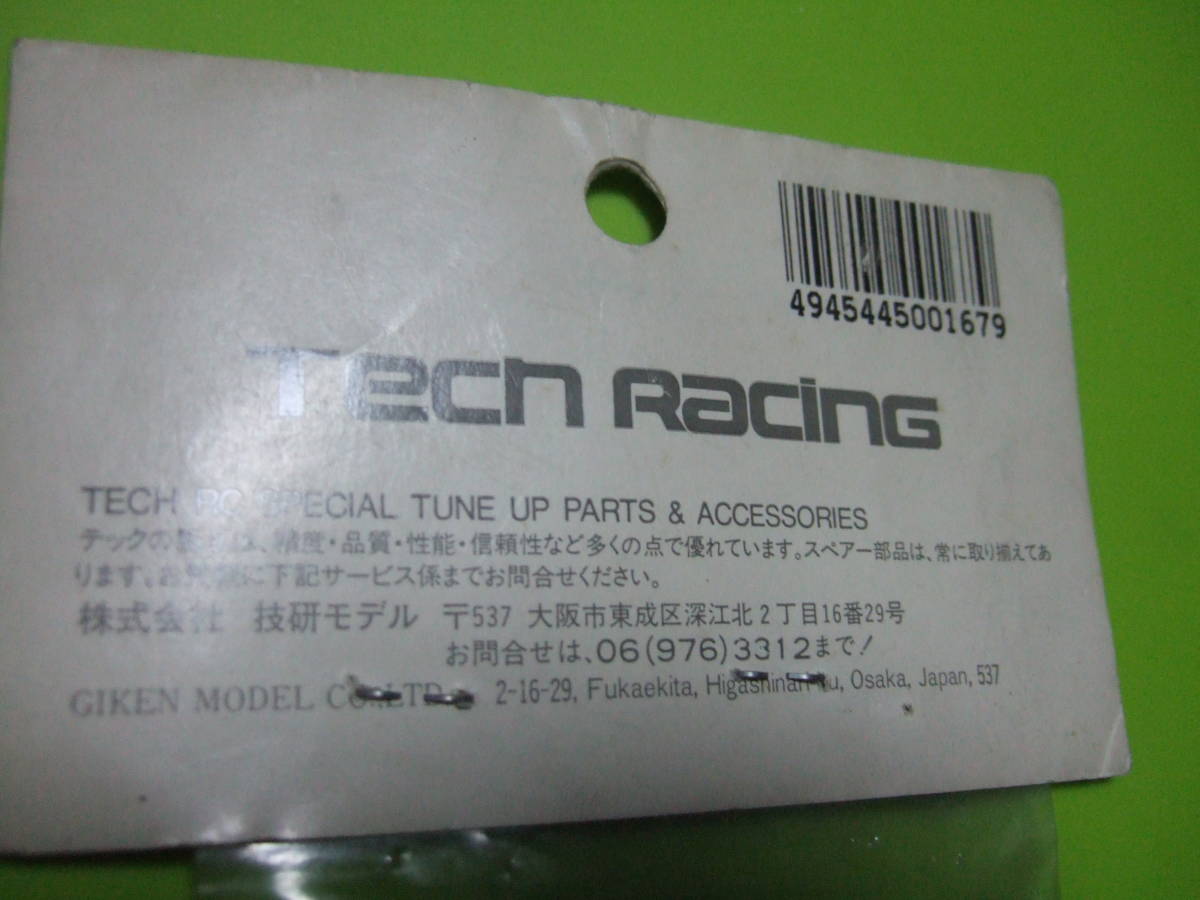 4945445001679
Tech Racing
TECH RC SPECIAL TUNE UP PARTS & ACCESSORIES
テックの製品は、精度・品質・性能・信頼性など多くの点で優れています。スペアー部品は、常に取り揃えてあ
ります。 に下記サービス係までお問合せください。
株式会社 技研モデル 〒537 大阪市東成区深江北2丁目16番29号
お問合せは、06(976)3312まで!
GIKEN MODEL CO.,LTD. 2-16-29, Fukaekita, Higashinari-ku, Osaka, Japan, 537